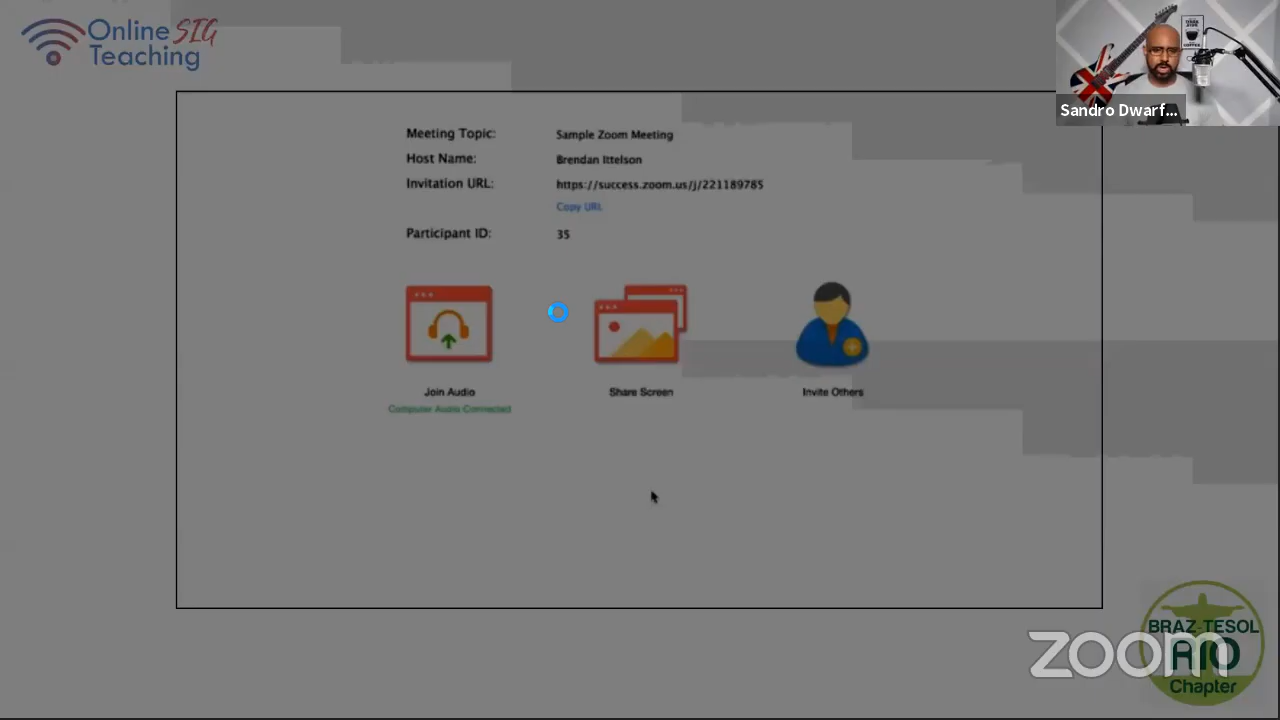 Online SIG
Teaching
Sandro Dwarf...
Meeting Topic: Sample Zoom Meeting
Host Name: Brendan Ittelson
Invitation URL: https://success.zoom.us/j/221189785
Copy URL
Participant ID: 35
Join Audio Share Screen Invite Others
Computer Audio Connected
BRAZ-TESOL
RIO
Chapter
zoom